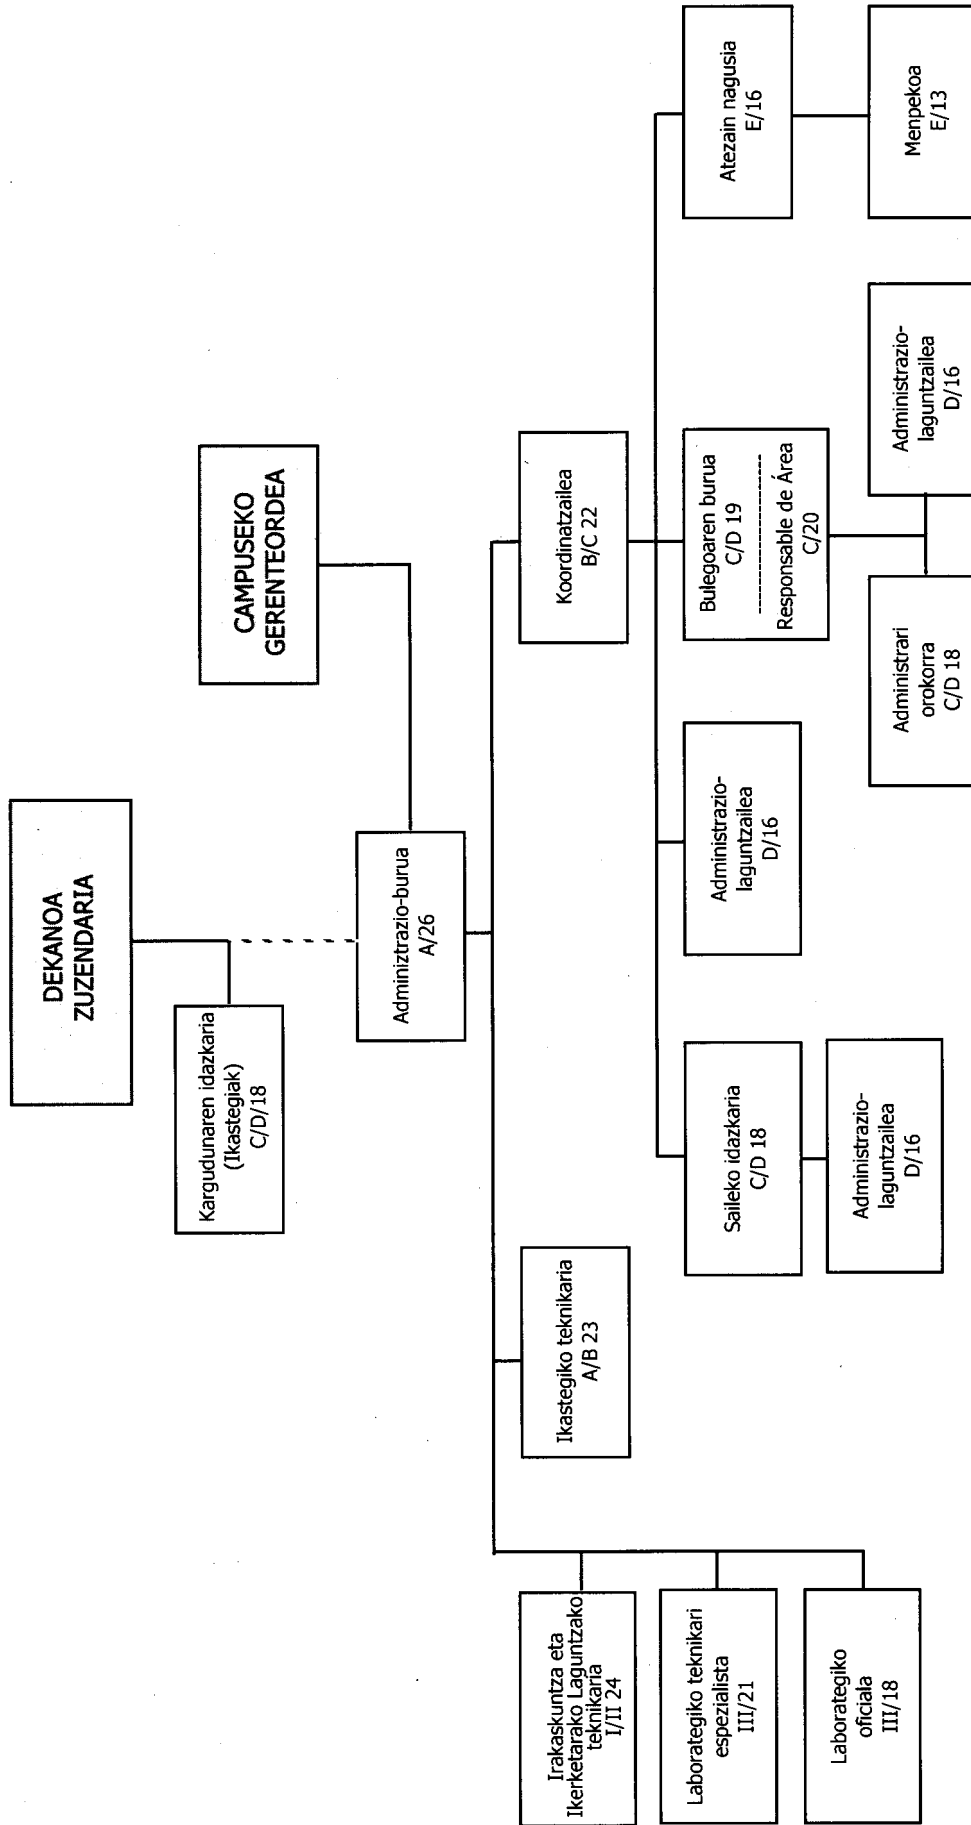 DEKANOA
ZUZENDARIA
CAMPUSEKO
GERENTEORDEA
Kargudunaren idazkaria
(Ikastegiak)
C/D/18
Adminiztrazio-burua
A/26
Irakaskuntza eta
Ikerketarako Laguntzako
teknikaria
I/II 24
Laborategiko teknikari
espezialista
III/21
Laborategiko
oficiala
III/18
Ikastegiko teknikaria
A/B 23
Koordinatzailea
B/C 22
Saileko idazkaria
C/D 18
Administrazio-
laguntzailea
D/16
Administrazio-
laguntzailea
D/16
Bulegoaren burua
C/D 19
Responsable de Área
C/20
Administrari
orokorra
C/D 18
Administrazio-
laguntzailea
D/16
Atezain nagusia
E/16
Menpekoa
E/13